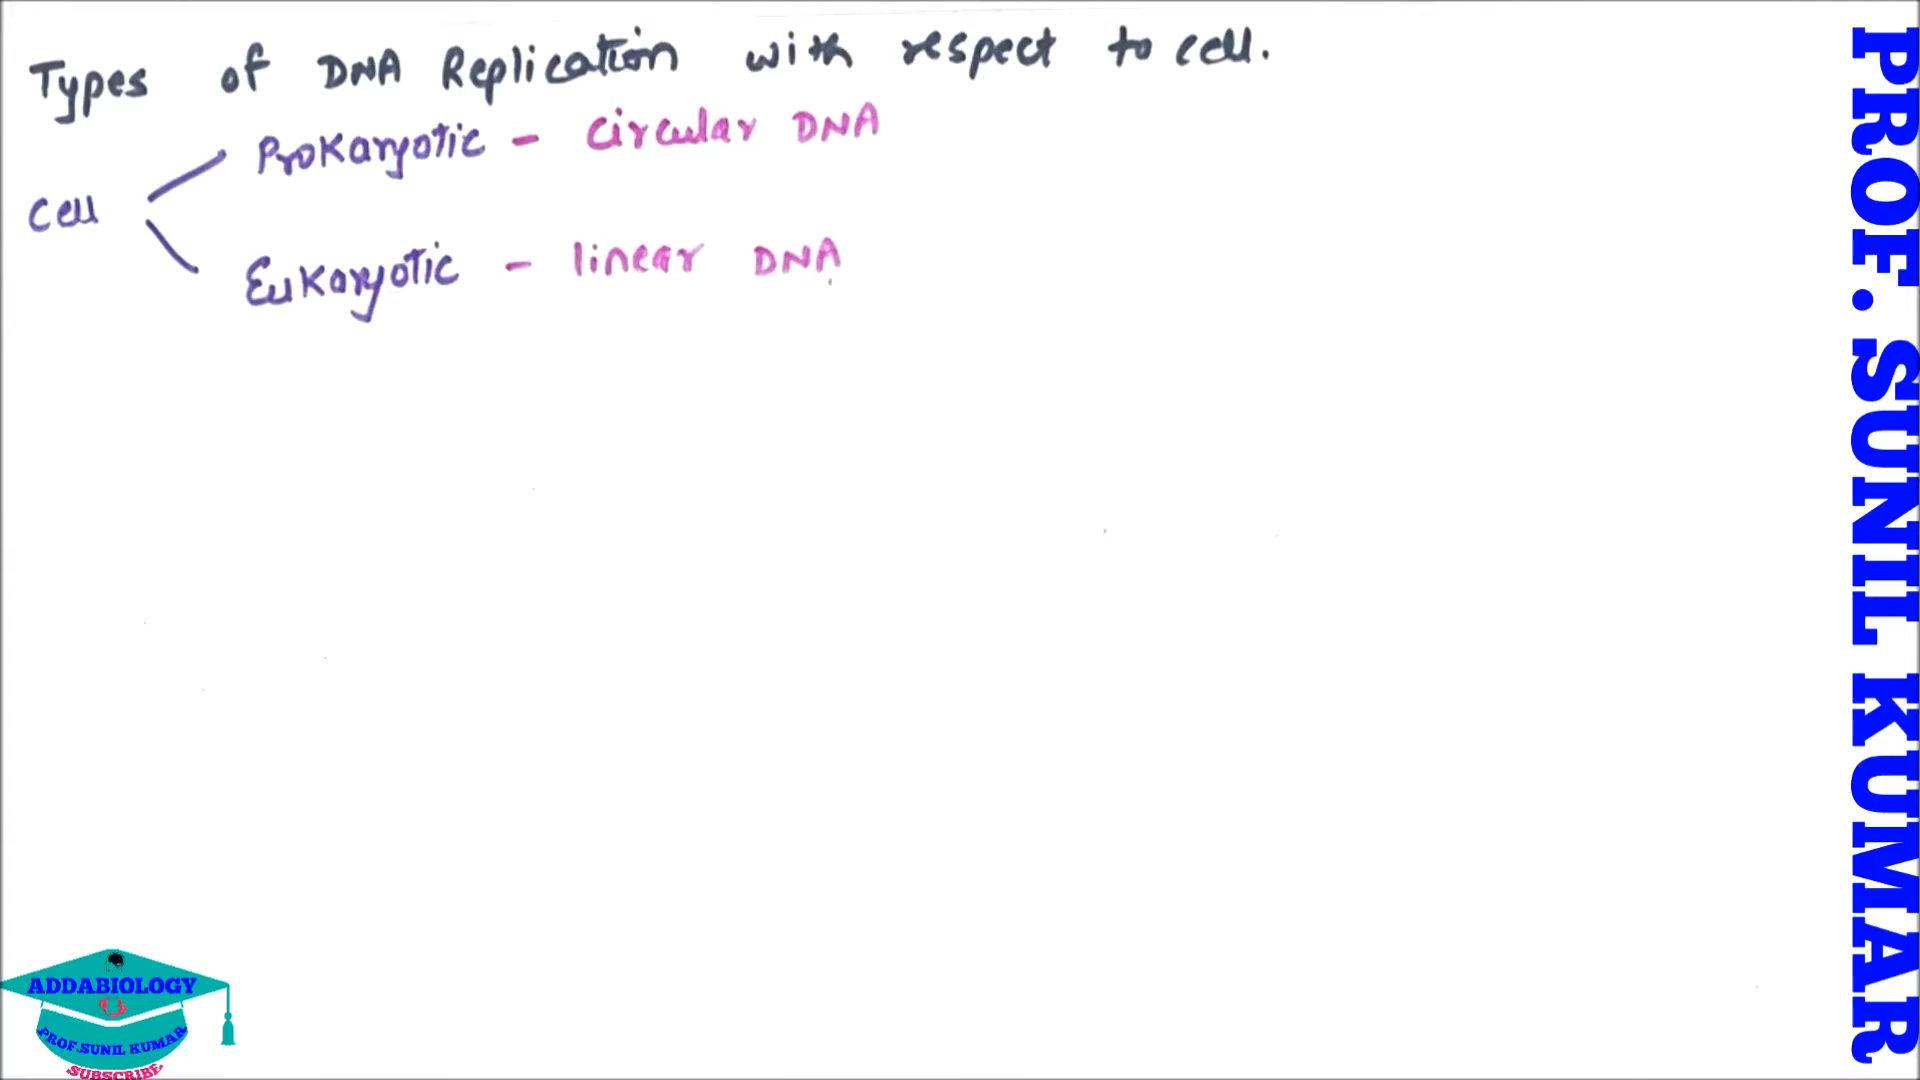 Types of DNA Replication with respect to cell.
Prokaryotic - circular DNA
Cell
Eukaryotic - linear DNA
PROF. SUNIL KUMAR
ADDABIOLOGY
PROF.SUNIL KUMAR
SUBSCRIBE